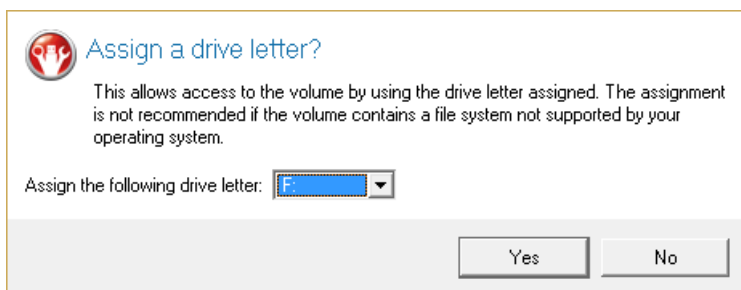 Assign a drive letter?
This allows access to the volume by using the drive letter assigned. The assignment
is not recommended if the volume contains a file system not supported by your
operating system.
Assign the following drive letter: F:
Yes No